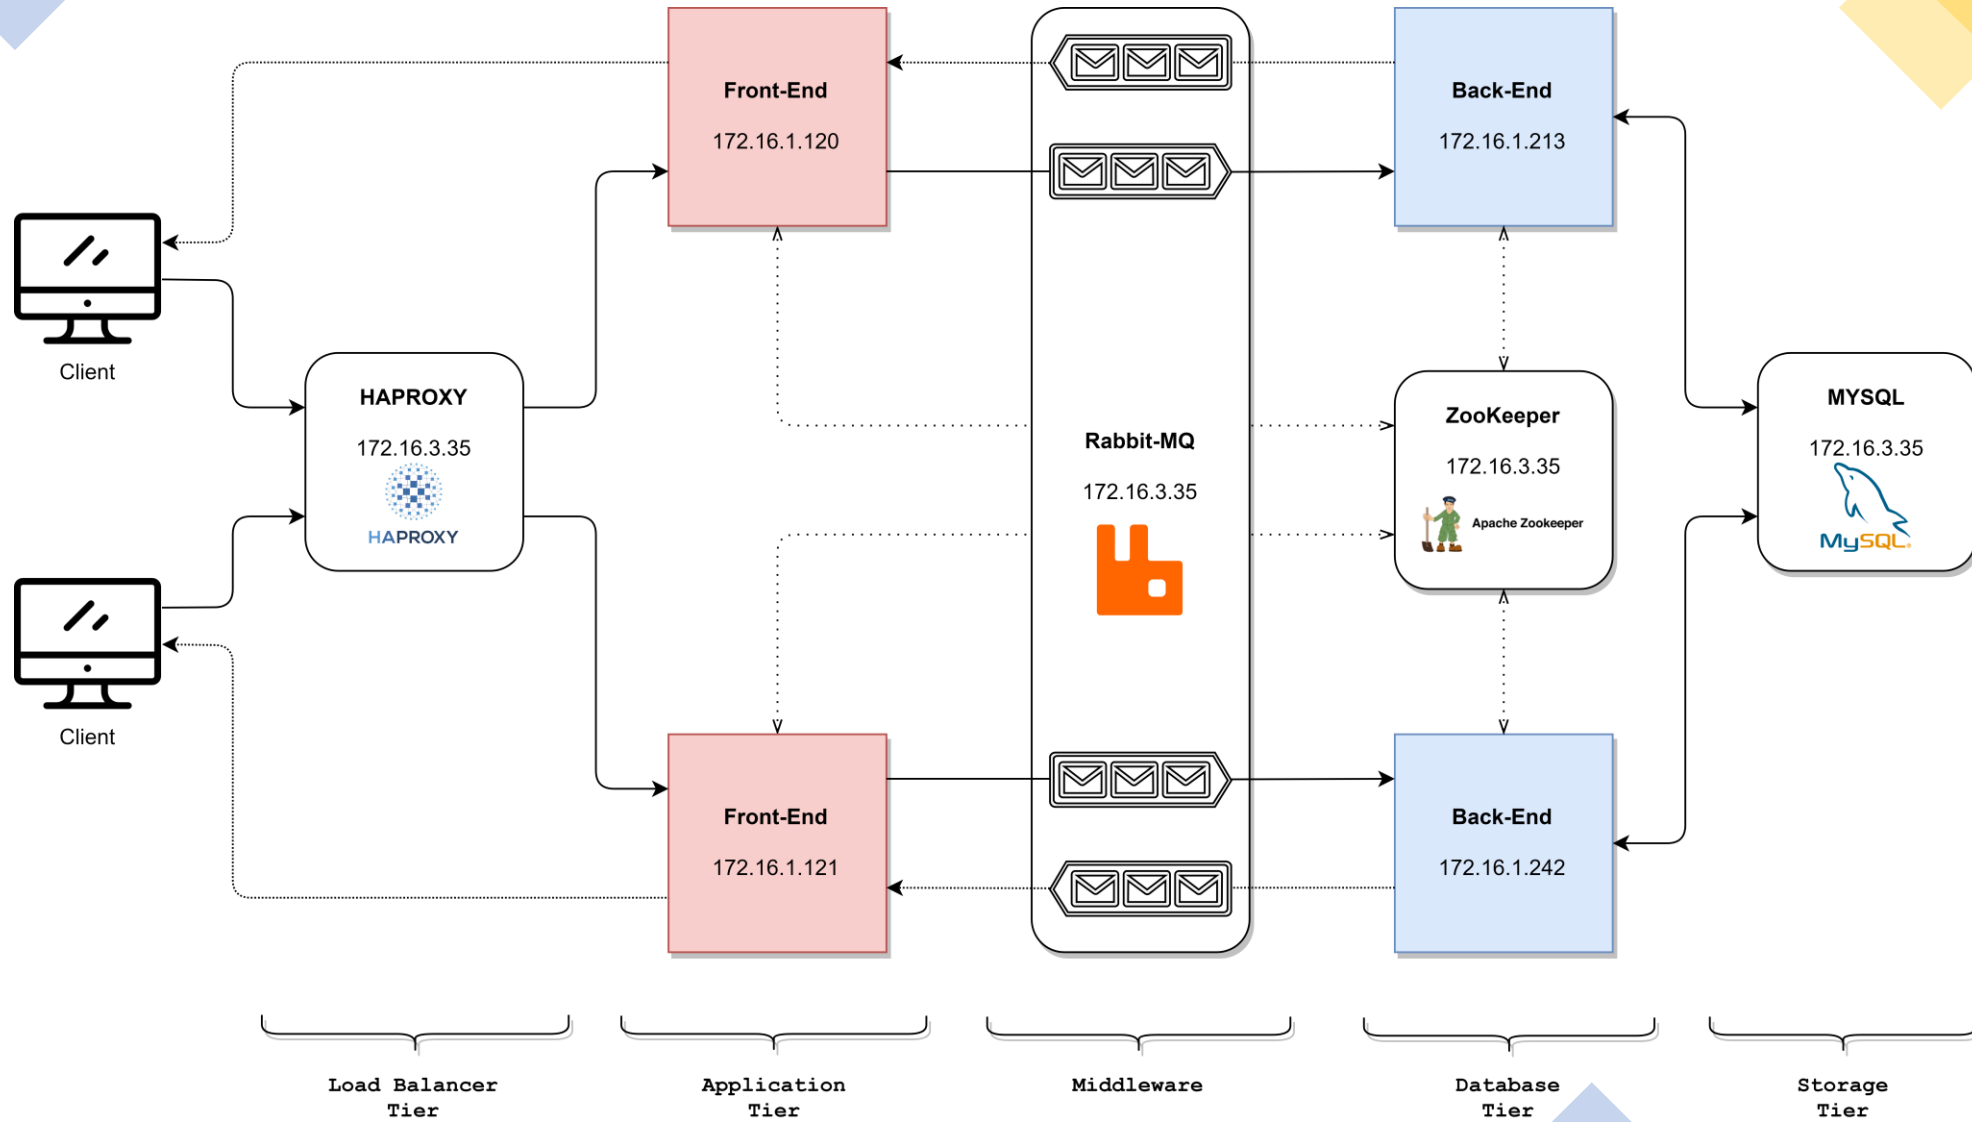 Front-End
172.16.1.120
Back-End
172.16.1.213
Client
HAPROXY
172.16.3.35
HAPROXY
Rabbit-MQ
172.16.3.35
ZooKeeper
172.16.3.35
Apache Zookeeper
MYSQL
172.16.3.35
MySQL
Client
Front-End
172.16.1.121
Back-End
172.16.1.242
Load Balancer
Tier
Application
Tier
Middleware
Database
Tier
Storage
Tier